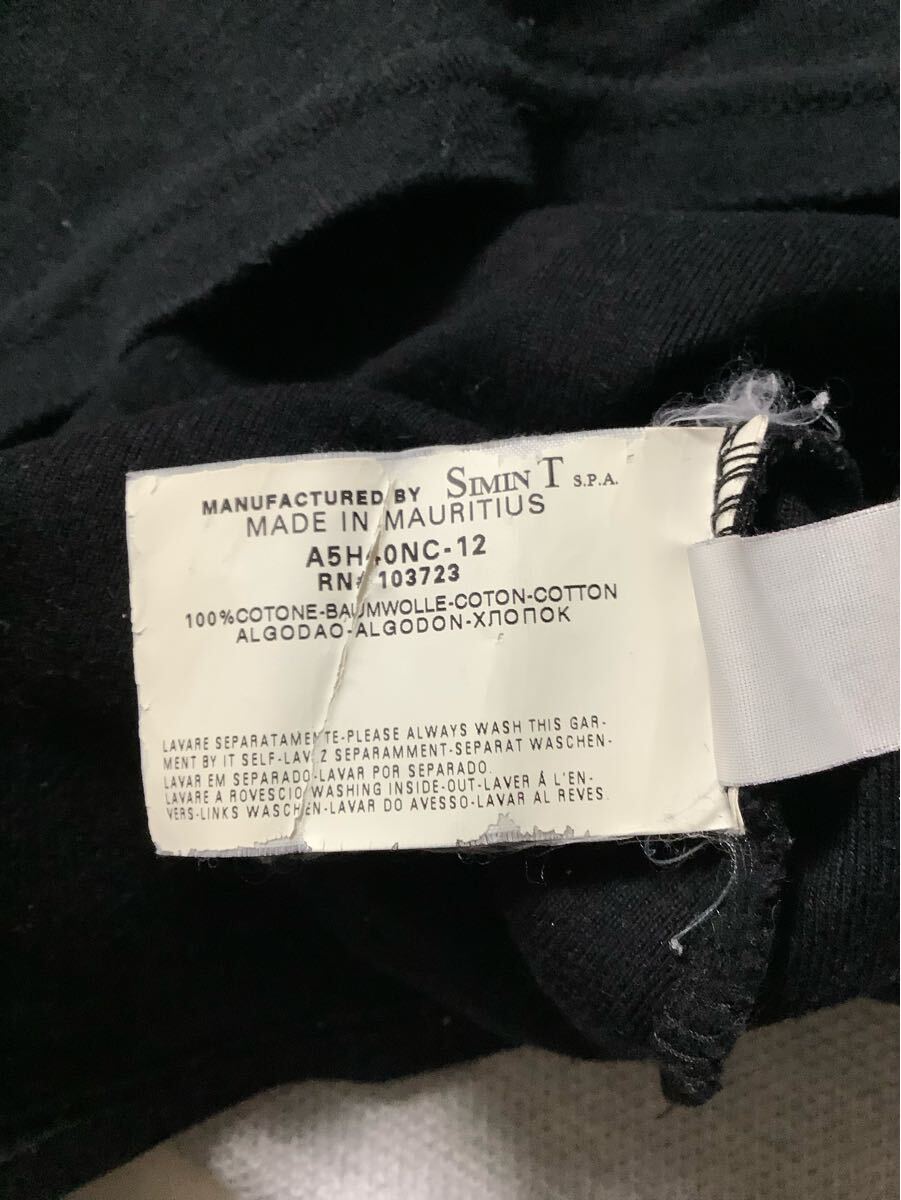 MANUFACTURED BY SIMIN T S.P.A.
MADE IN MAURITIUS
A5H40NC-12
RN# 103723
100%COTONE-BAUMWOLLE-COTON-COTTON
ALGODAO-ALGODON-ХЛОПОК
LAVARE SEPARATAMENTE-PLEASE ALWAYS WASH THIS GAR-
MENT BY IT SELF-LAVEZ SEPARAMMENT-SEPARAT WASCHEN-
LAVAR EM SEPARADO-LAVAR POR SEPARADO.
LAVARE A ROVESCIO-WASHING INSIDE-OUT-LAVER Á L'EN-
VERS-LINKS WASCHEN-LAVAR DO AVESSO-LAVAR AL REVES.